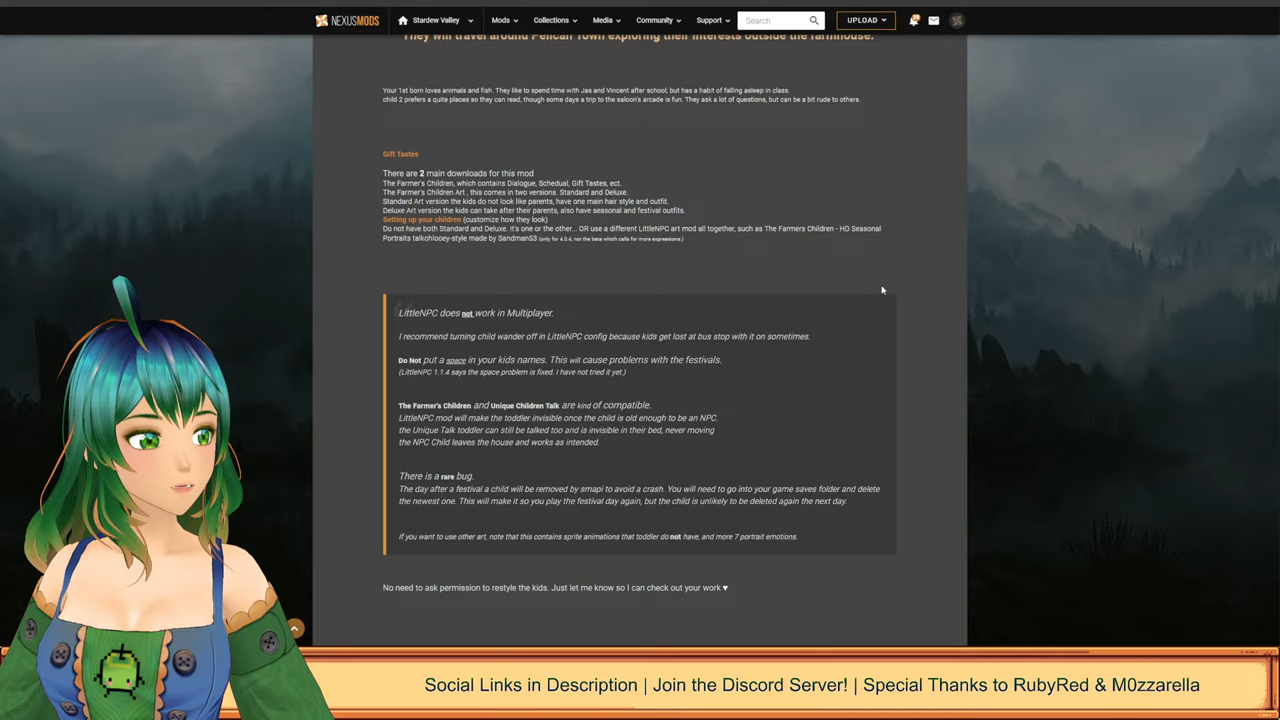 NEXUSMODS
Stardew Valley
Mods
Collections
Media
Community
Support
Search
UPLOAD
They will travel around Pelican Town exploring their interests outside the farmhouse.
Your 1st born loves animals and fish. They like to spend time with Jas and Vincent after school, but has a habit of falling asleep in class.
child 2 prefers a quite places so they can read, though some days a trip to the saloon's arcade is fun. They ask a lot of questions, but can be a bit rude to others.
Gift Tastes
There are 2 main downloads for this mod
The Farmer's Children, which contains Dialogue, Schedual, Gift Tastes, ect.
The Farmer's Children Art , this comes in two versions. Standard and Deluxe.
Standard Art version the kids do not look like parents, have one main hair style and outfit.
Deluxe Art version the kids can take after their parents, also have seasonal and festival outfits.
Setting up your children (customize how they look)
Do not have both Standard and Deluxe. It's one or the other... OR use a different LittleNPC art mod all together, such as The Farmers Children - HD Seasonal
Portraits talkohlooey-style made by Sandman53 (only for 4.0.4, not the beta which calls for more expressions.)
LittleNPC does not work in Multiplayer.
I recommend turning child wander off in LittleNPC config because kids get lost at bus stop with it on sometimes.
Do Not put a space in your kids names. This will cause problems with the festivals.
(LittleNPC 1.1.4 says the space problem is fixed. I have not tried it yet.)
The Farmer's Children and Unique Children Talk are kind of compatible.
LittleNPC mod will make the toddler invisible once the child is old enough to be an NPC.
the Unique Talk toddler can still be talked too and is invisible in their bed, never moving
the NPC Child leaves the house and works as intended.
There is a rare bug.
The day after a festival a child will be removed by smapi to avoid a crash. You will need to go into your game saves folder and delete
the newest one. This will make it so you play the festival day again, but the child is unlikely to be deleted again the next day.
if you want to use other art, note that this contains sprite animations that toddler do not have, and more 7 portrait emotions.
No need to ask permission to restyle the kids. Just let me know so I can check out your work ♥
Social Links in Description | Join the Discord Server! | Special Thanks to RubyRed & M0zzarella